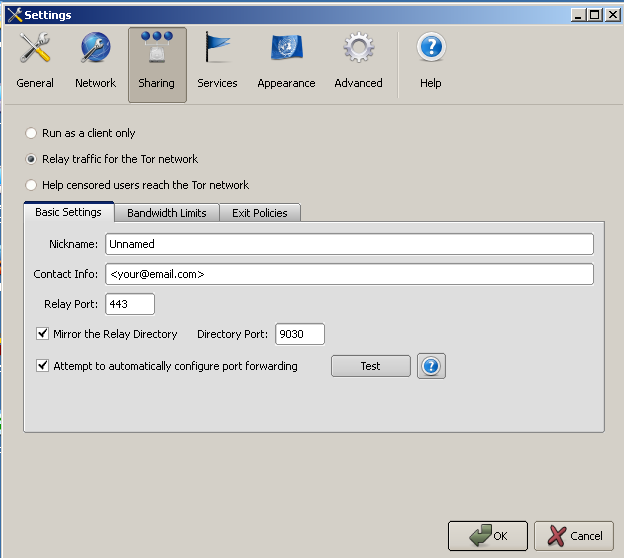 Settings
General Network Sharing Services Appearance Advanced Help
Run as a client only
Relay traffic for the Tor network
Help censored users reach the Tor network
Basic Settings Bandwidth Limits Exit Policies
Nickname: Unnamed
Contact Info: <your@email.com>
Relay Port: 443
Mirror the Relay Directory Directory Port: 9030
Attempt to automatically configure port forwarding Test ?
OK Cancel